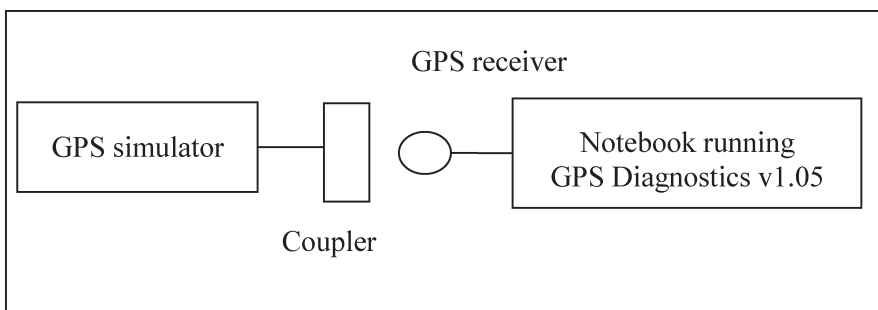 GPS receiver
GPS simulator
Notebook running
GPS Diagnostics v1.05
Coupler